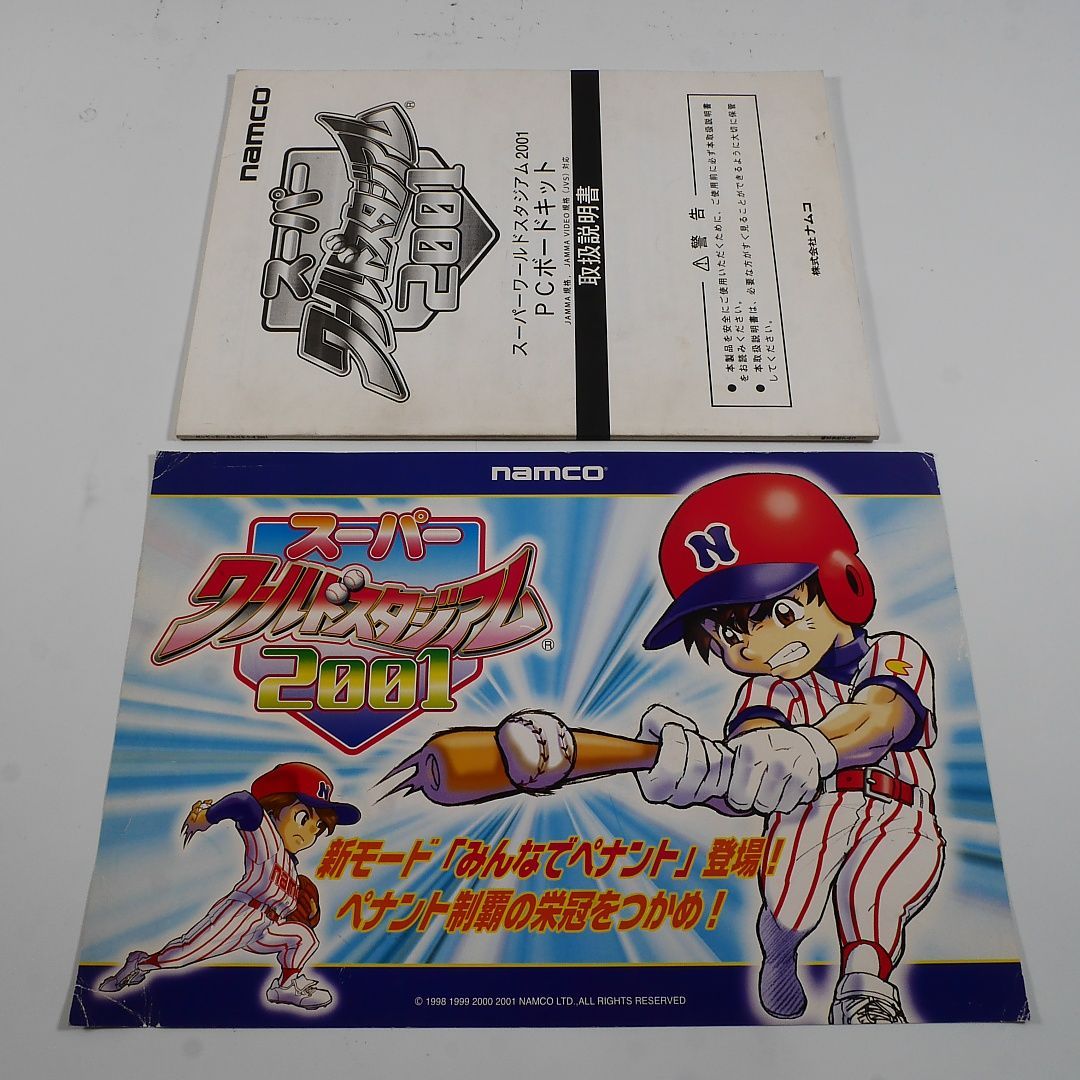 namco
スーパー
ワールドスタジアム
2001
®
スーパーワールドスタジアム2001
PCボードキット
JAMMA規格, JAMMA VIDEO規格(JVS)対応
取扱説明書
⚠警告
● 本製品を安全にご使用いただくために、ご使用前に必ず本取扱説明書
をお読みください。
● 本取扱説明書は、必要な方がすぐ見ることができるように大切に保管
してください。
株式会社ナムコ
namco
スーパー
ワールドスタジアム
2001
®
N
N
namco
新モード「みんなでペナント」登場!
ペナント制覇の栄冠をつかめ!
© 1998 1999 2000 2001 NAMCO LTD.,ALL RIGHTS RESERVED